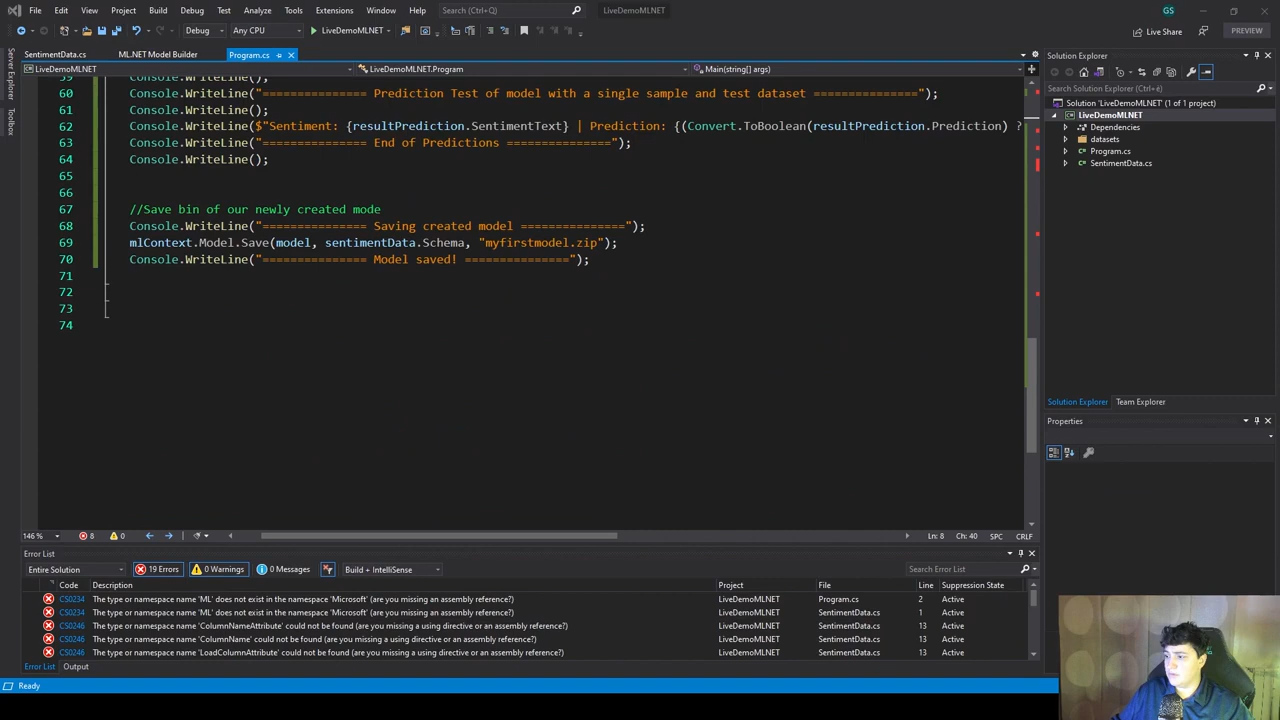 File Edit View Project Build Debug Test Analyze Tools Extensions Window Help Search (Ctrl+Q) LiveDemoMLNET GS
Debug Any CPU LiveDemoMLNET Live Share PREVIEW
SentimentData.cs ML.NET Model Builder Program.cs
LiveDemoMLNET LiveDemoMLNET.Program Main(string[] args)
Server Explorer
Toolbox
59 Console.WriteLine();
60 Console.WriteLine("=============== Prediction Test of model with a single sample and test dataset ===============");
61 Console.WriteLine();
62 Console.WriteLine($"Sentiment: {resultPrediction.SentimentText} | Prediction: {(Convert.ToBoolean(resultPrediction.Prediction) ?
63 Console.WriteLine("=============== End of Predictions ===============");
64 Console.WriteLine();
65
66
67 //Save bin of our newly created mode
68 Console.WriteLine("=============== Saving created model ===============");
69 mlContext.Model.Save(model, sentimentData.Schema, "myfirstmodel.zip");
70 Console.WriteLine("=============== Model saved! ===============");
71
72
73
74
146 % 8 0 Ln: 8 Ch: 40 SPC CRLF
Solution Explorer
Search Solution Explorer (Ctrl+è)
Solution 'LiveDemoMLNET' (1 of 1 project)
LiveDemoMLNET
Dependencies
datasets
Program.cs
SentimentData.cs
Solution Explorer Team Explorer
Properties
Error List
Entire Solution 19 Errors 0 Warnings 0 Messages Build + IntelliSense Search Error List
Code Description Project File Line Suppression State
CS0234 The type or namespace name 'ML' does not exist in the namespace 'Microsoft' (are you missing an assembly reference?) LiveDemoMLNET Program.cs 2 Active
CS0234 The type or namespace name 'ML' does not exist in the namespace 'Microsoft' (are you missing an assembly reference?) LiveDemoMLNET SentimentData.cs 1 Active
CS0246 The type or namespace name 'ColumnNameAttribute' could not be found (are you missing a using directive or an assembly reference?) LiveDemoMLNET SentimentData.cs 13 Active
CS0246 The type or namespace name 'ColumnName' could not be found (are you missing a using directive or an assembly reference?) LiveDemoMLNET SentimentData.cs 13 Active
CS0246 The type or namespace name 'LoadColumnAttribute' could not be found (are you missing a using directive or an assembly reference?) LiveDemoMLNET SentimentData.cs 13 Active
Error List Output
Ready